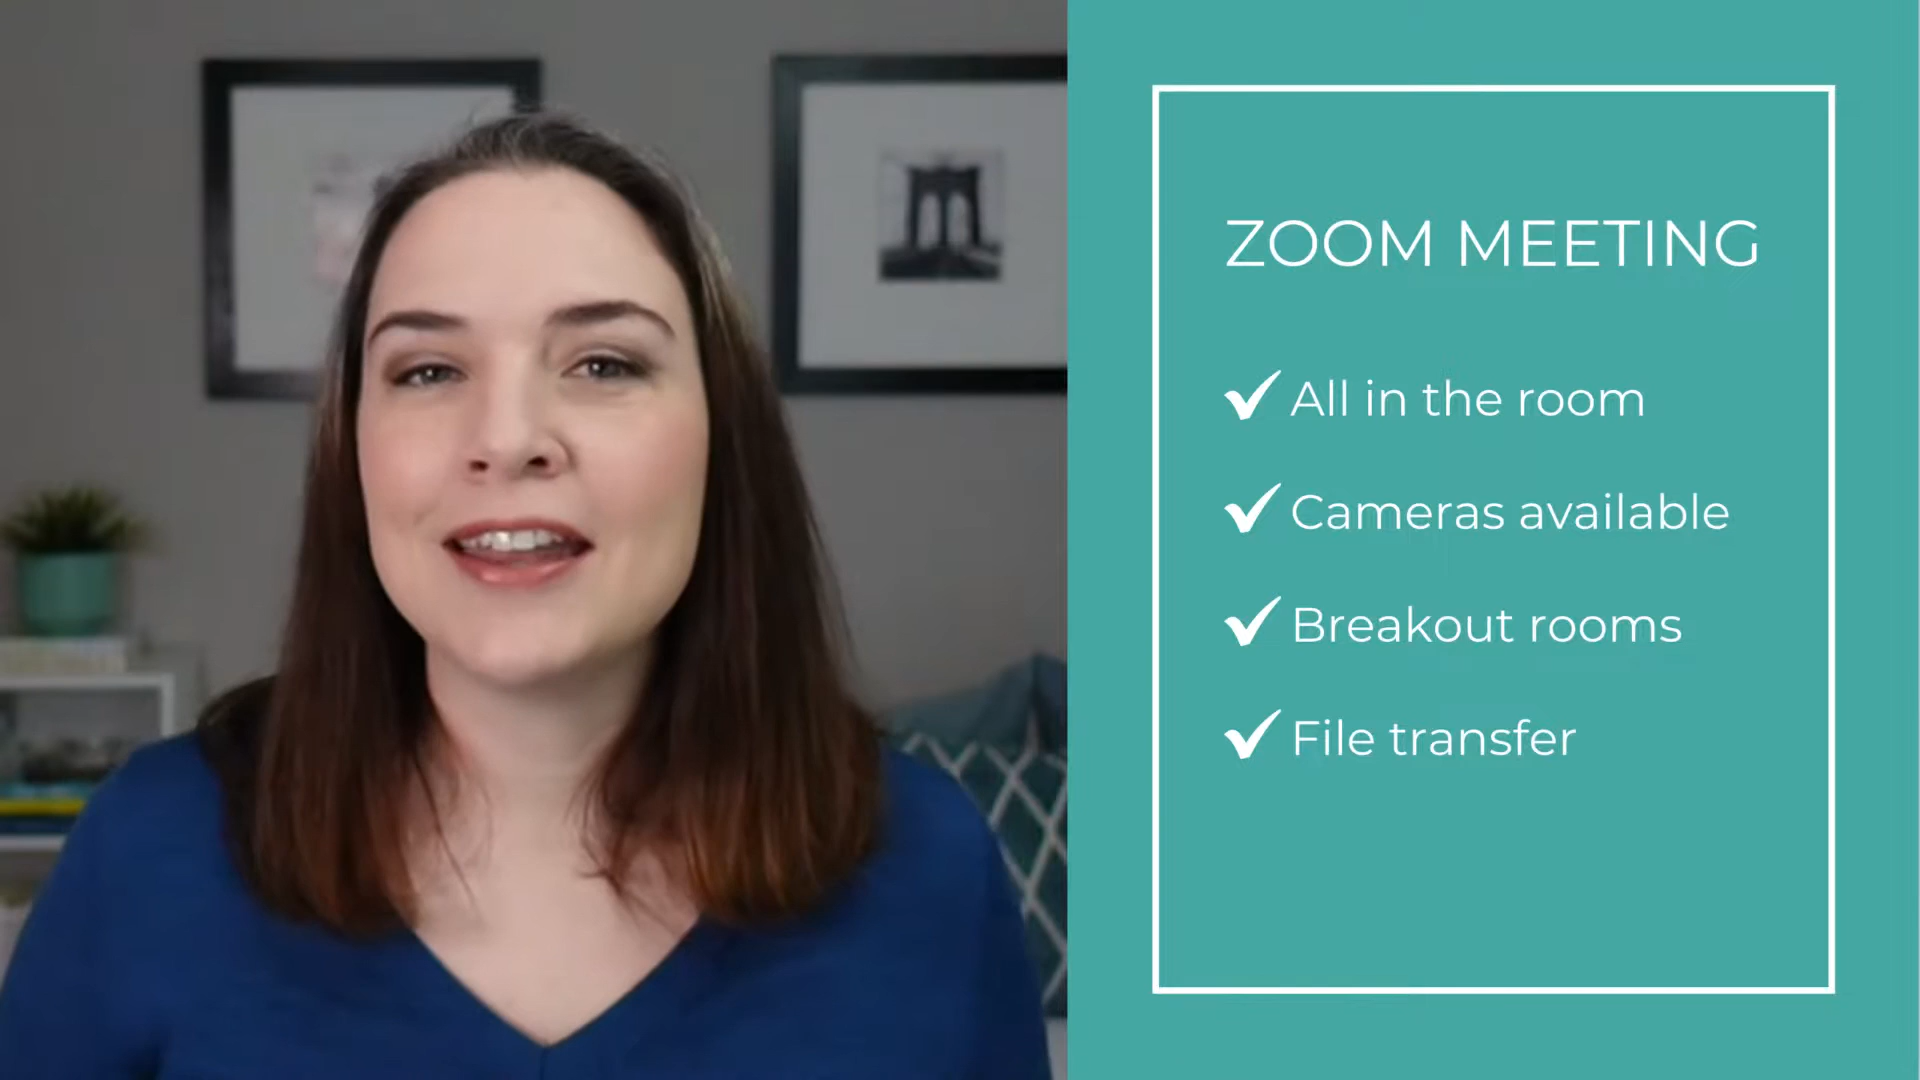 ZOOM MEETING
All in the room
Cameras available
Breakout rooms
File transfer